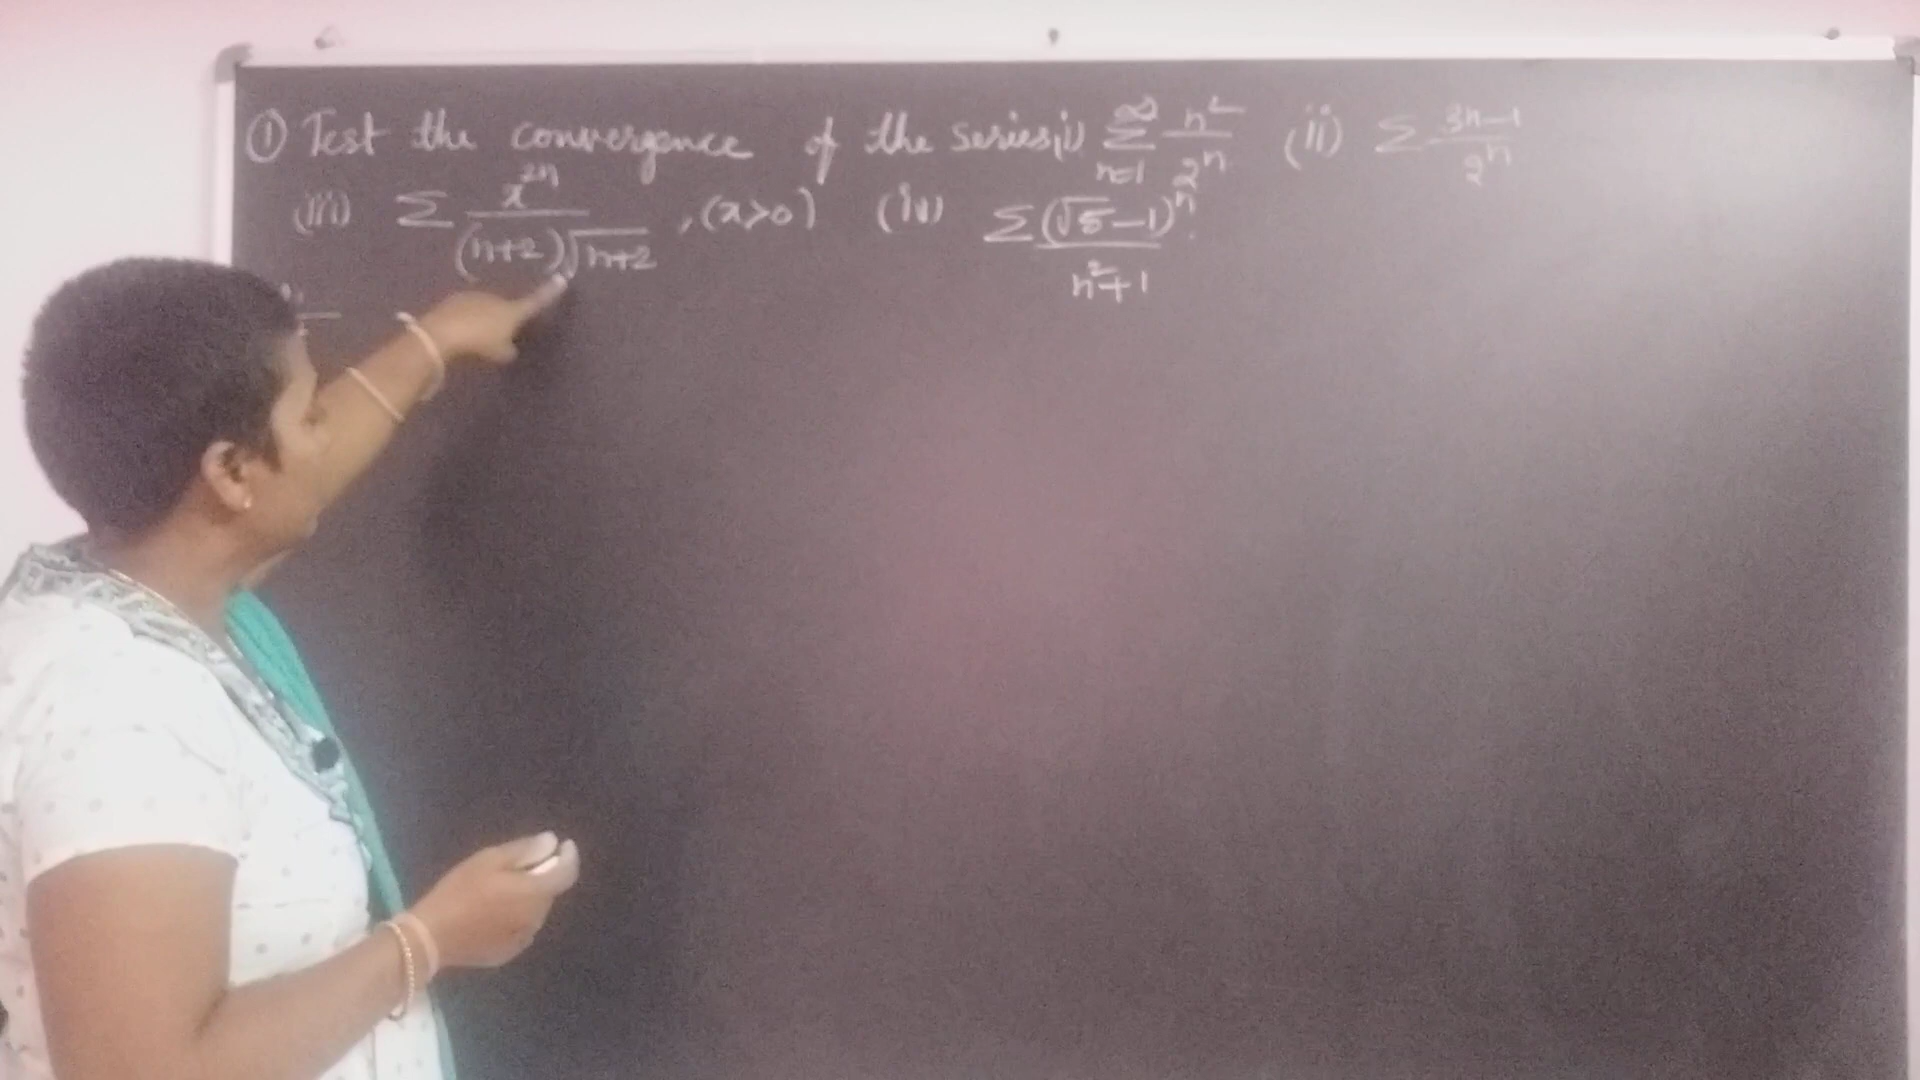 ① Test the convergence of the series (i) ∑_{n=1}^{∞} n²/2ⁿ (ii) ∑ 3n-1/2ⁿ
(iii) ∑ x²ⁿ/(n+2)√n+2 , (x>0) (iv) ∑ (√5-1)ⁿ/n²+1 .